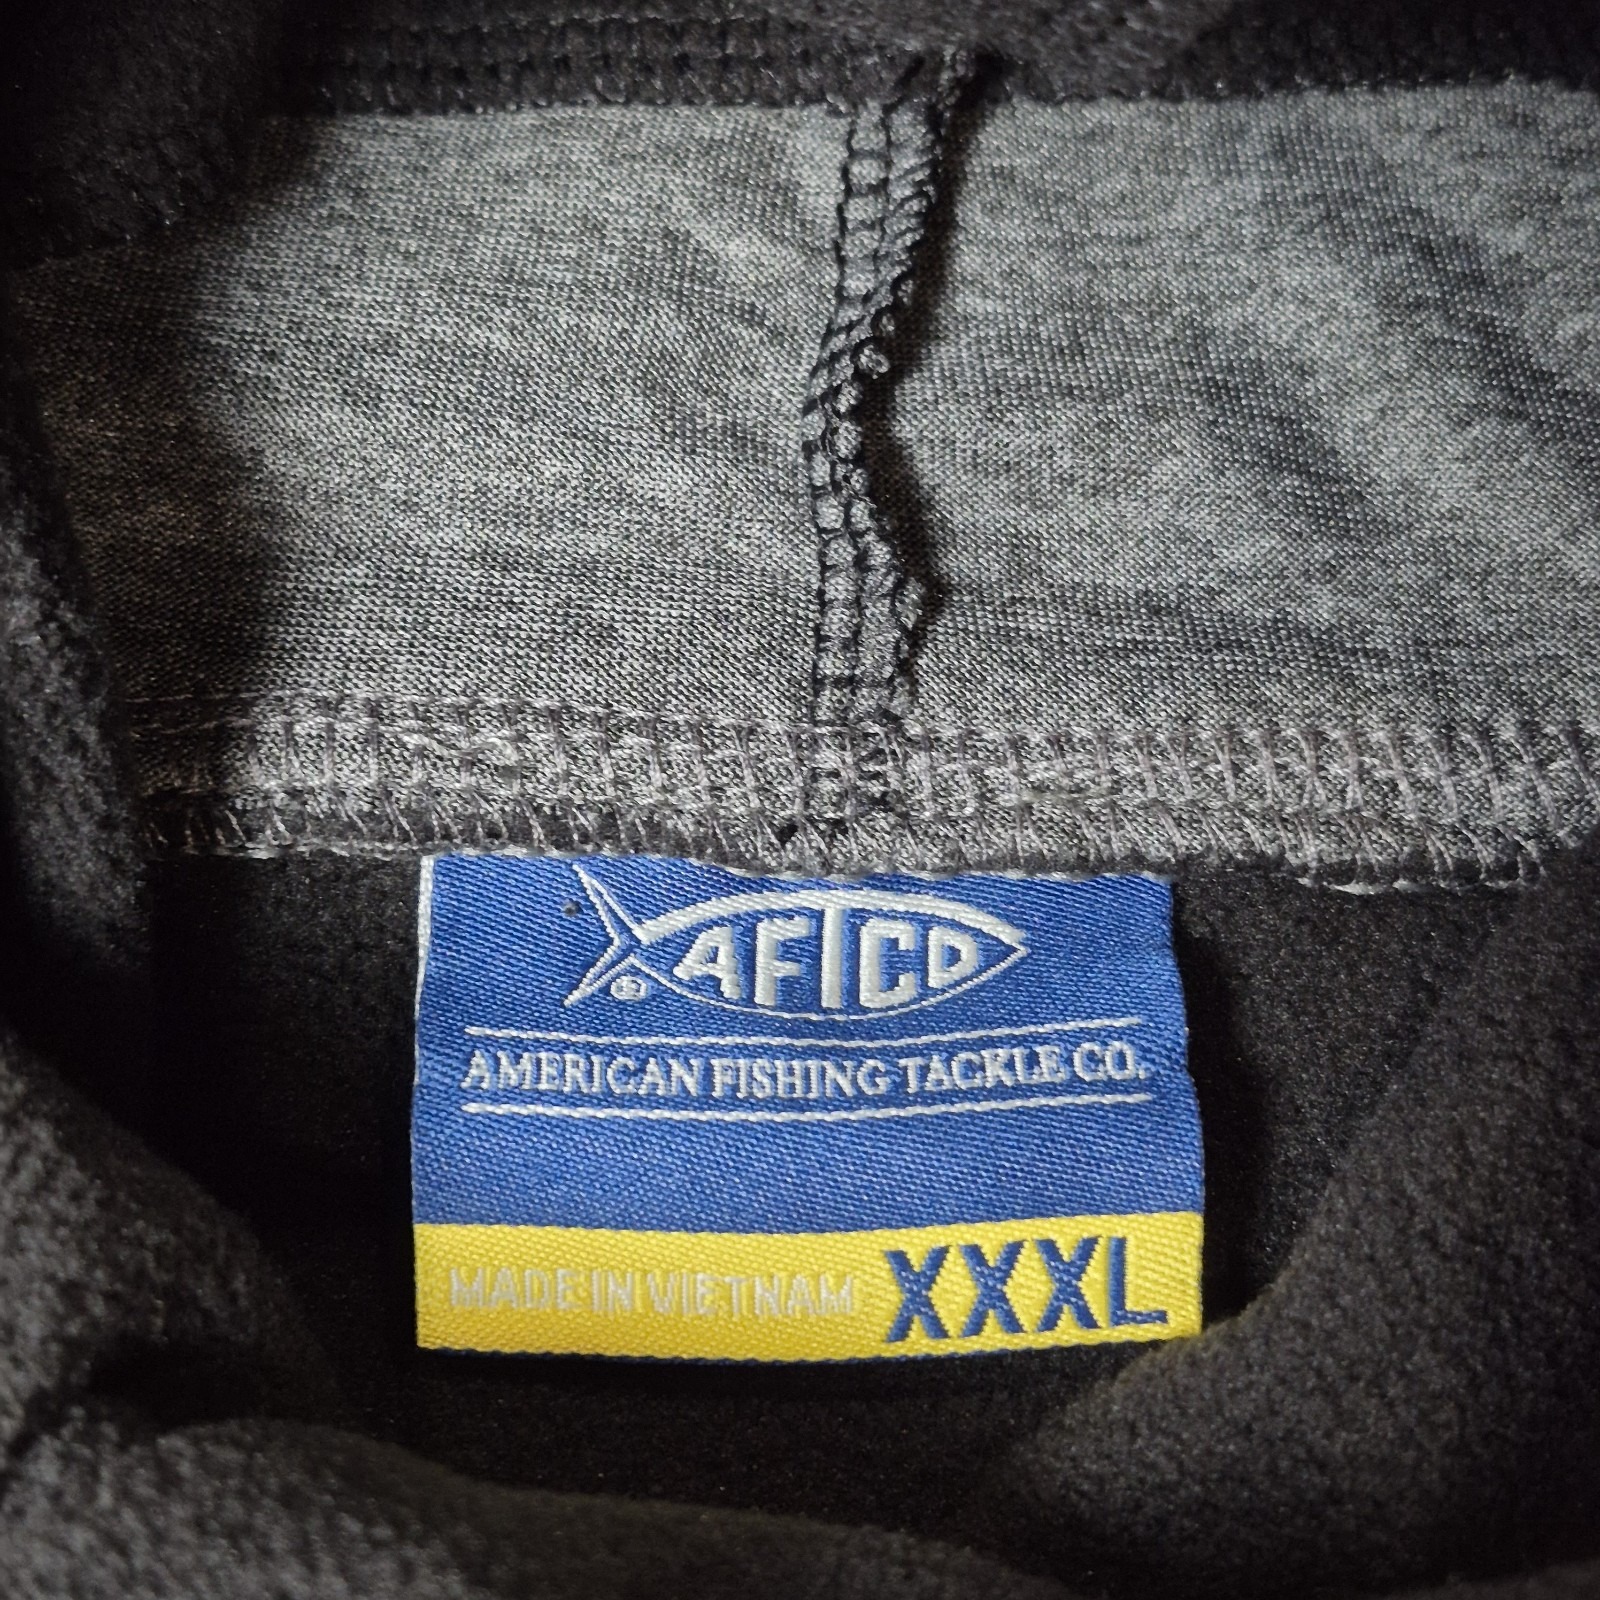 AFTCO
®
AMERICAN FISHING TACKLE CO.
MADE IN VIETNAM XXXL